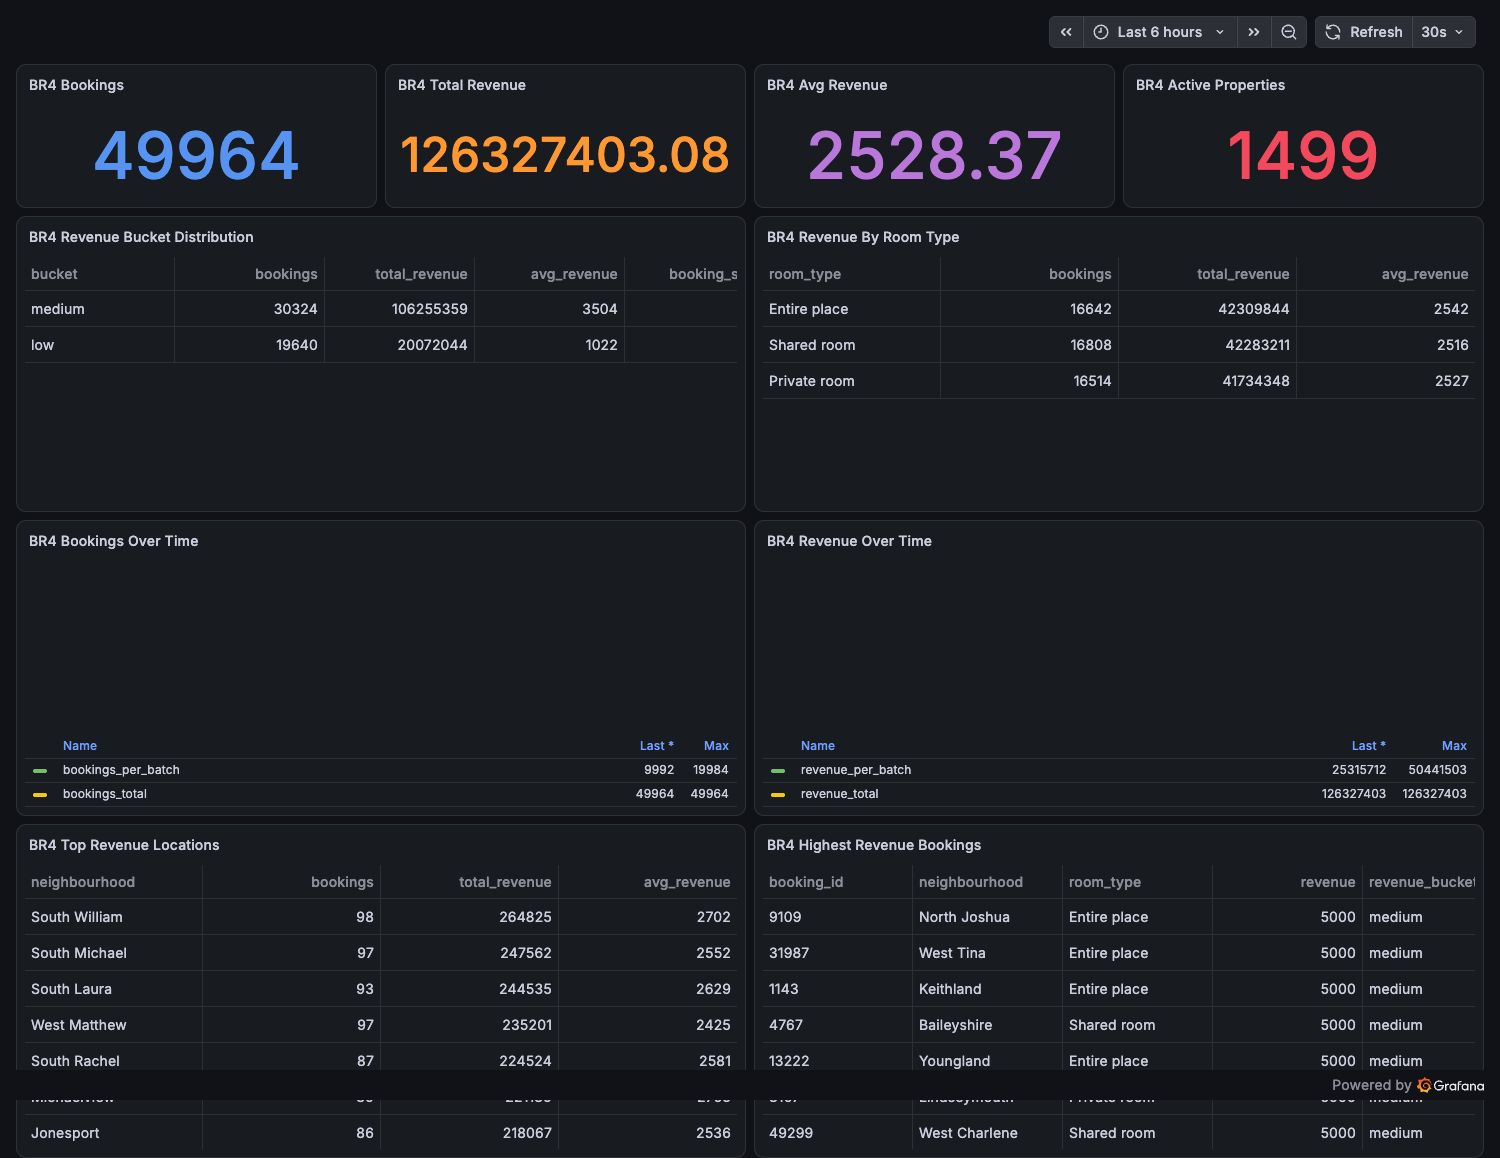 Last 6 hours Refresh 30s
BR4 Bookings BR4 Total Revenue BR4 Avg Revenue BR4 Active Properties
49964 126327403.08 2528.37 1499
BR4 Revenue Bucket Distribution
bucket bookings total_revenue avg_revenue booking_s
medium 30324 106255359 3504
low 19640 20072044 1022
BR4 Revenue By Room Type
room_type bookings total_revenue avg_revenue
Entire place 16642 42309844 2542
Shared room 16808 42283211 2516
Private room 16514 41734348 2527
BR4 Bookings Over Time
Name Last * Max
bookings_per_batch 9992 19984
bookings_total 49964 49964
BR4 Revenue Over Time
Name Last * Max
revenue_per_batch 25315712 50441503
revenue_total 126327403 126327403
BR4 Top Revenue Locations
neighbourhood bookings total_revenue avg_revenue
South William 98 264825 2702
South Michael 97 247562 2552
South Laura 93 244535 2629
West Matthew 97 235201 2425
South Rachel 87 224524 2581
Jonesport 86 218067 2536
BR4 Highest Revenue Bookings
booking_id neighbourhood room_type revenue revenue_bucket
9109 North Joshua Entire place 5000 medium
31987 West Tina Entire place 5000 medium
1143 Keithland Entire place 5000 medium
4767 Baileyshire Shared room 5000 medium
13222 Youngland Entire place 5000 medium
Powered by Grafana
49299 West Charlene Shared room 5000 medium